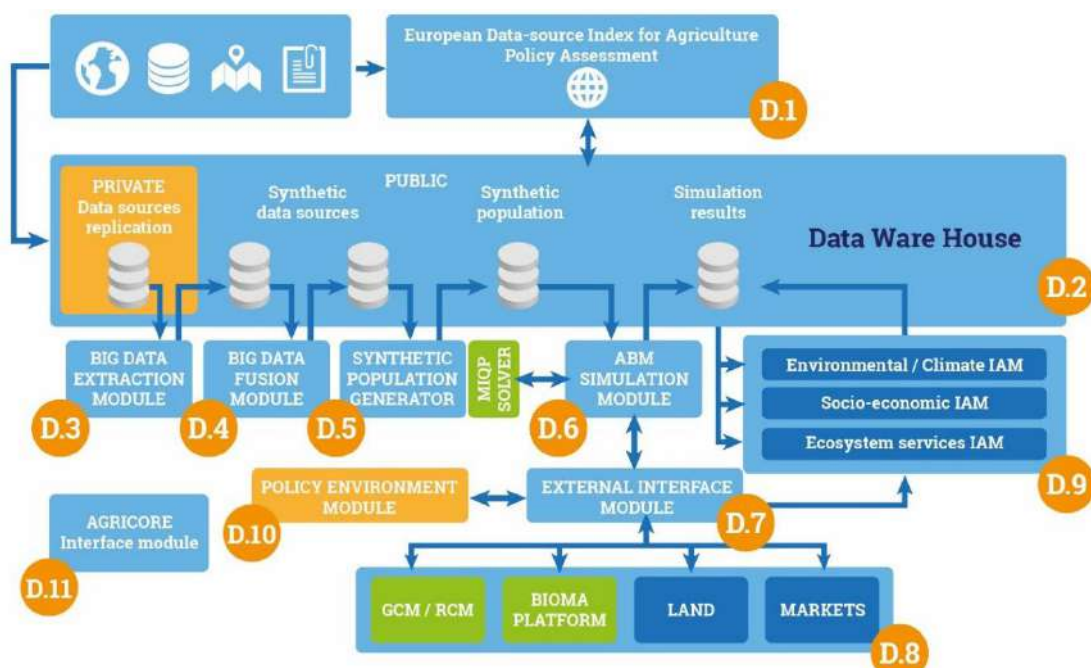 European Data-source Index for Agriculture
Policy Assessment
D.1
PRIVATE
Data sources
replication
PUBLIC
Synthetic
data sources
Synthetic
population
Simulation
results
Data Ware House
D.2
BIG DATA
EXTRACTION
MODULE
D.3
BIG DATA
FUSION
MODULE
D.4
SYNTHETIC
POPULATION
GENERATOR
D.5
MIQP
SOLVER
ABM
SIMULATION
MODULE
D.6
Environmental / Climate IAM
Socio-economic IAM
Ecosystem services IAM
D.9
POLICY ENVIRONMENT
MODULE
D.10
EXTERNAL INTERFACE
MODULE
D.7
AGRICORE
Interface module
D.11
GCM / RCM
BIOMA
PLATFORM
LAND
MARKETS
D.8